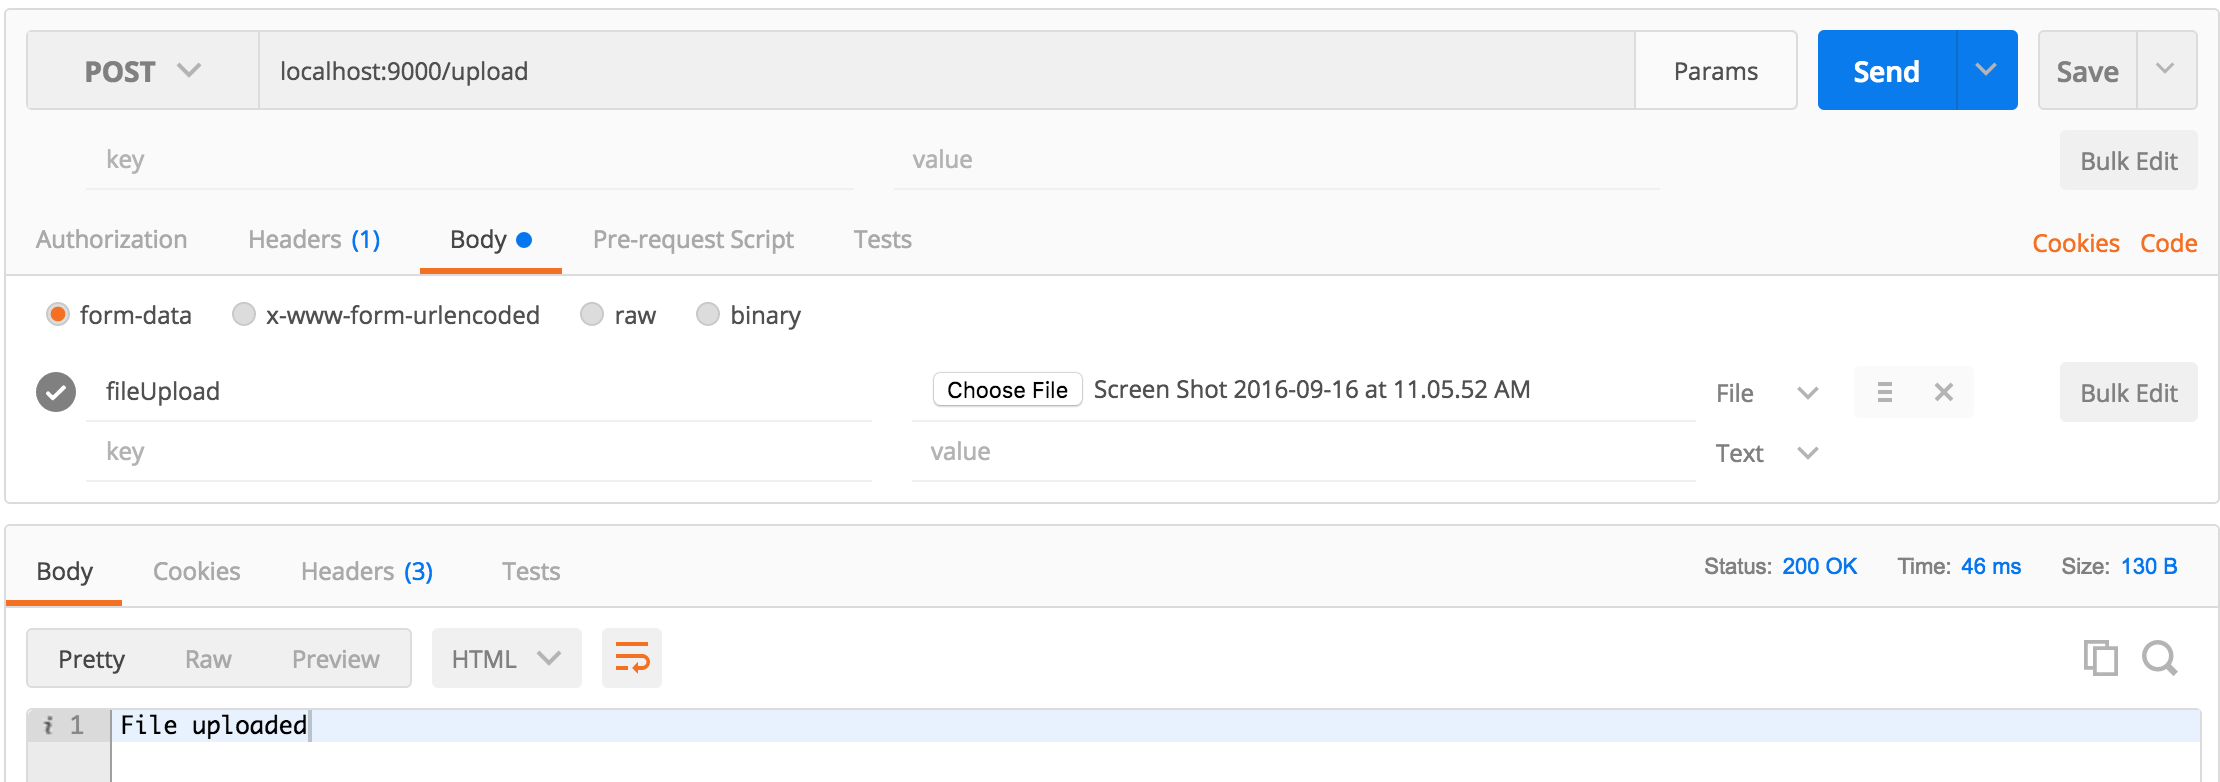 POST localhost:9000/upload Params Send Save
key value Bulk Edit
Authorization Headers (1) Body Pre-request Script Tests Cookies Code
form-data x-www-form-urlencoded raw binary
fileUpload Choose File Screen Shot 2016-09-16 at 11.05.52 AM File Bulk Edit
key value Text
Body Cookies Headers (3) Tests Status: 200 OK Time: 46 ms Size: 130 B
Pretty Raw Preview HTML
i 1 File uploaded